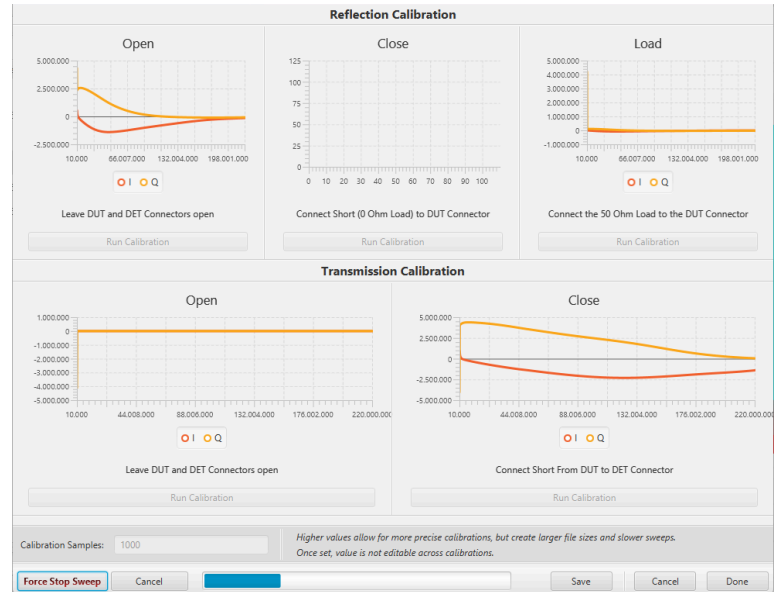 Reflection Calibration
Open
5.000.000
2.500.000
0
-2.500.000
10.000 66.007.000 132.004.000 198.001.000
I Q
Leave DUT and DET Connectors open
Run Calibration
Close
125
100
75
50
25
0
0 10 20 30 40 50 60 70 80 90 100
Connect Short (0 Ohm Load) to DUT Connector
Run Calibration
Load
5.000.000
4.000.000
3.000.000
2.000.000
1.000.000
0
-1.000.000
10.000 66.007.000 132.004.000 198.001.000
I Q
Connect the 50 Ohm Load to the DUT Connector
Run Calibration
Transmission Calibration
Open
1.000.000
0
-1.000.000
-2.000.000
-3.000.000
-4.000.000
-5.000.000
10.000 44.008.000 88.006.000 132.004.000 176.002.000 220.000.000
I Q
Leave DUT and DET Connectors open
Run Calibration
Close
5.000.000
2.500.000
0
-2.500.000
-5.000.000
10.000 44.008.000 88.006.000 132.004.000 176.002.000 220.000.000
I Q
Connect Short From DUT to DET Connector
Run Calibration
Calibration Samples: 1000
Higher values allow for more precise calibrations, but create larger file sizes and slower sweeps.
Once set, value is not editable across calibrations.
Force Stop Sweep Cancel Save Cancel Done